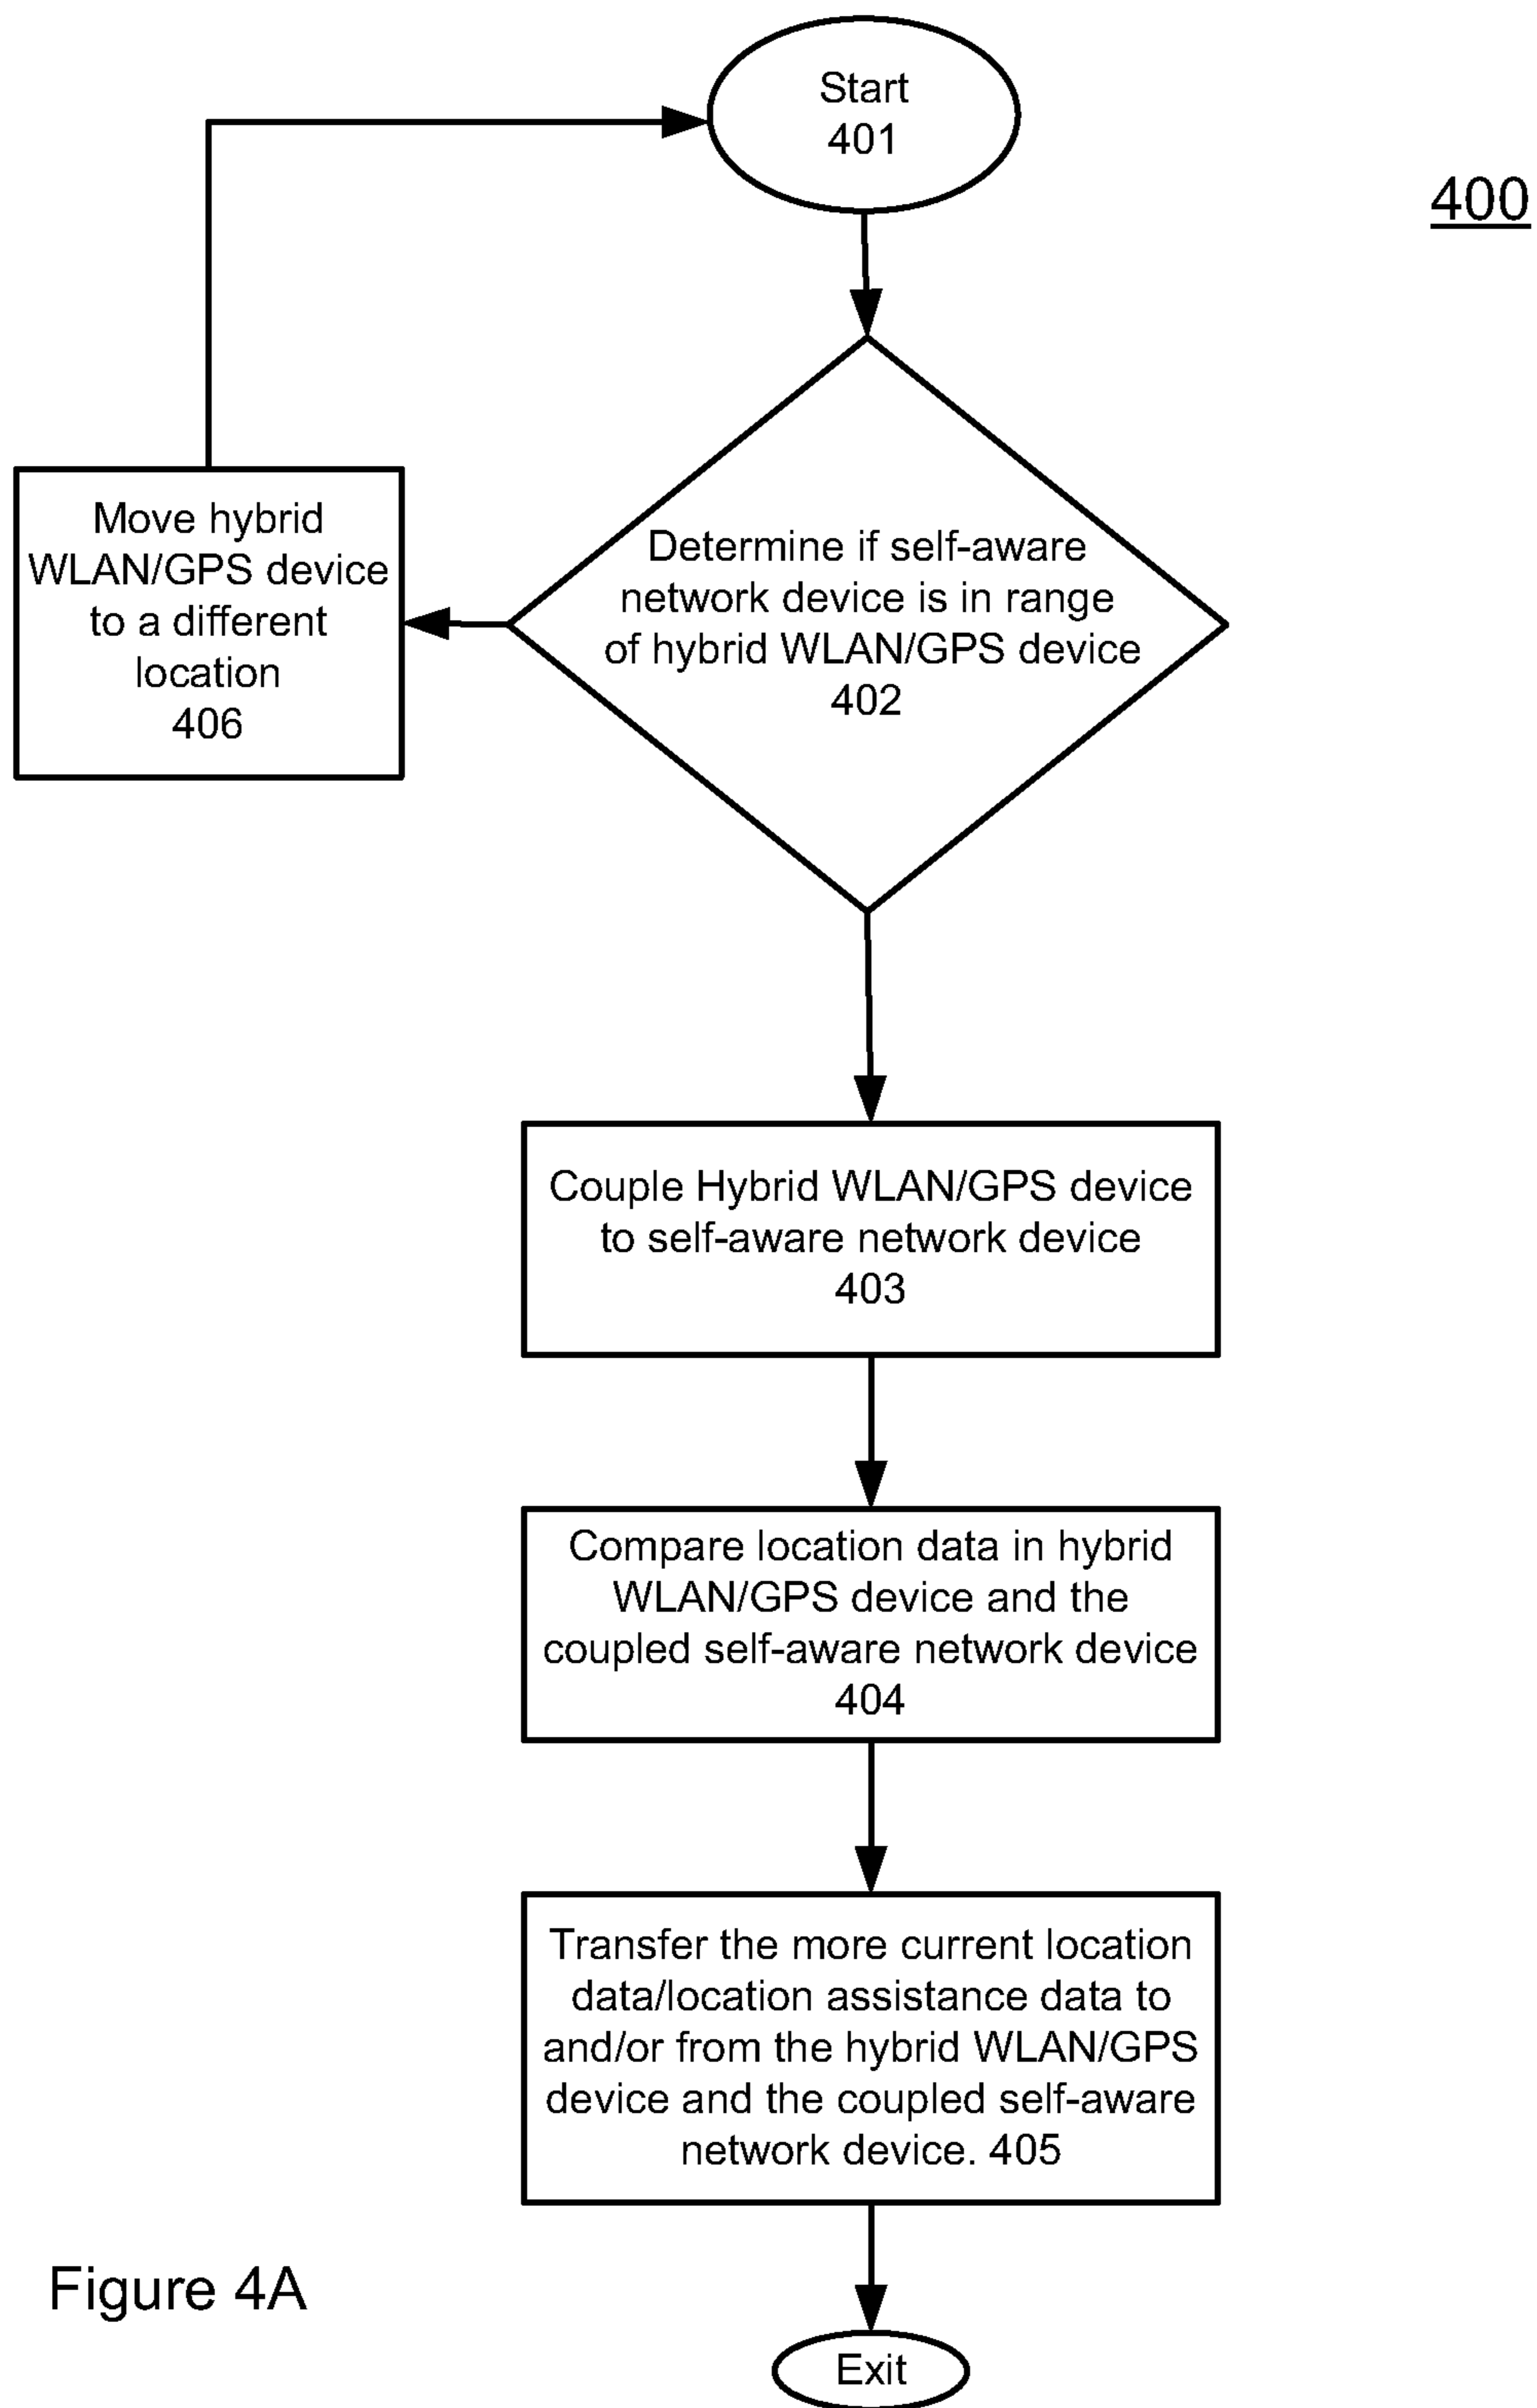 Start
401
400
Move hybrid
WLAN/GPS device
to a different
location
406
Determine if self-aware
network device is in range
of hybrid WLAN/GPS device
402
Couple Hybrid WLAN/GPS device
to self-aware network device
403
Compare location data in hybrid
WLAN/GPS device and the
coupled self-aware network device
404
Transfer the more current location
data/location assistance data to
and/or from the hybrid WLAN/GPS
device and the coupled self-aware
network device. 405
Figure 4A
Exit